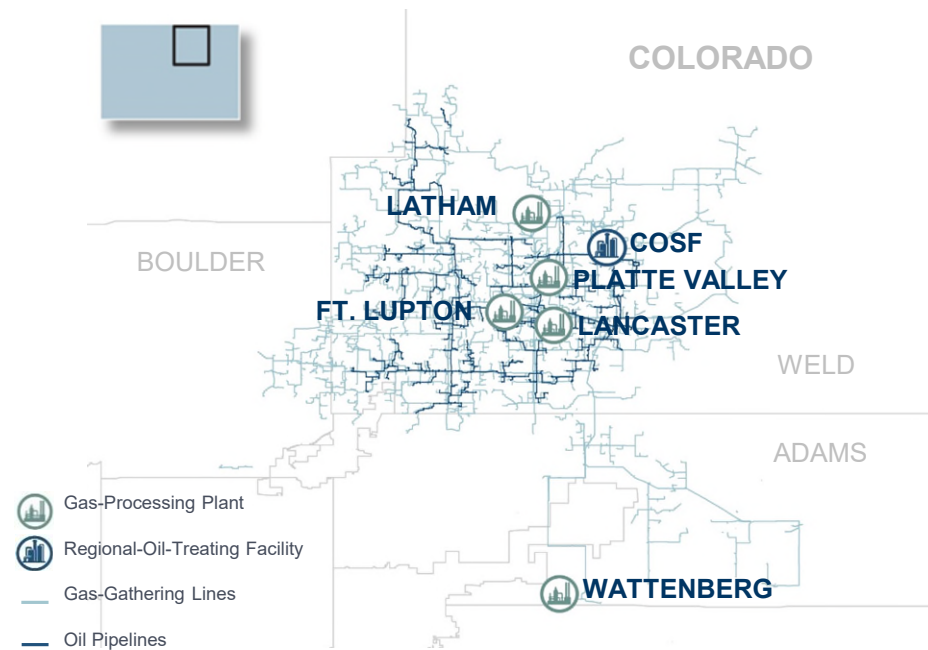 COLORADO
LATHAM
COSF
BOULDER
PLATTE VALLEY
FT. LUPTON
LANCASTER
WELD
ADAMS
Gas-Processing Plant
Regional-Oil-Treating Facility
Gas-Gathering Lines
WATTENBERG
Oil Pipelines